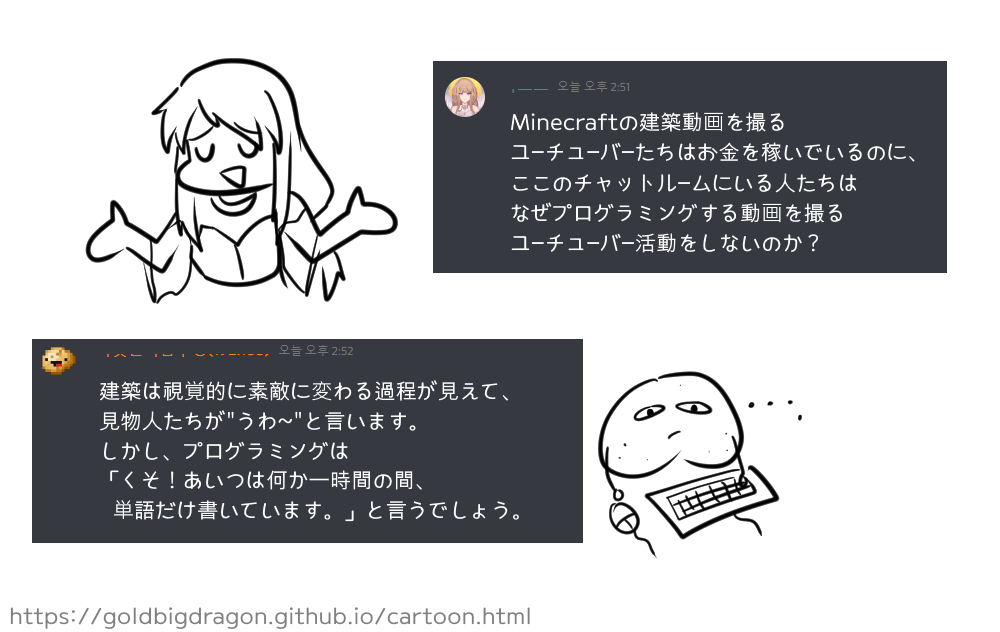 오늘 오후 2:51
Minecraftの建築動画を撮る
ユーチューバーたちはお金を稼いでいるのに、
ここのチャットルームにいる人たちは
なぜプログラミングする動画を撮る
ユーチューバー活動をしないのか？
오늘 오후 2:52
建築は視覚的に素敵に変わる過程が見えて、
見物人たちが"うわ~"と言います。
しかし、プログラミングは
「くそ！あいつは何か一時間の間、
単語だけ書いています。」と言うでしょう。
https://goldbigdragon.github.io/cartoon.html